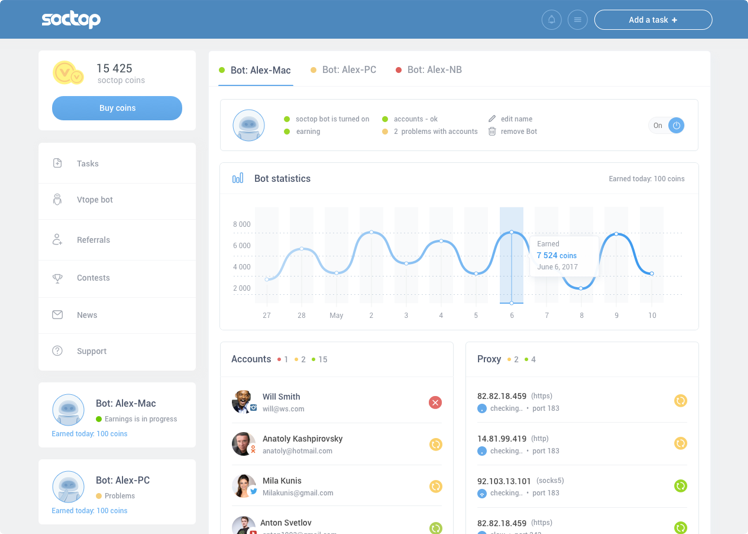 soctop
Add a task +
15 425
soctop coins
Buy coins
Tasks
Vtope bot
Referrals
Contests
News
Support
Bot: Alex-Mac
Earnings is in progress
Earned today: 100 coins
Bot: Alex-PC
Problems
Earned today: 100 coins
Bot: Alex-Mac
Bot: Alex-PC
Bot: Alex-NB
soctop bot is turned on
earning
accounts - ok
2 problems with accounts
edit name
remove Bot
On
Bot statistics
Earned today: 100 coins
8 000
6 000
4 000
2 000
Earned
7 524 coins
June 6, 2017
27 28 May 2 3 4 5 6 7 8 9 10
Accounts • 1 • 2 • 15
Will Smith
will@ws.com
Anatoly Kashpirovsky
anatoly@hotmail.com
Mila Kunis
Milakunis@gmail.com
Anton Svetlov
Proxy • 2 • 4
82.82.18.459 (https)
checking.. • port 183
14.81.99.419 (http)
checking.. • port 183
92.103.13.101 (socks5)
checking.. • port 183
82.82.18.459 (https)